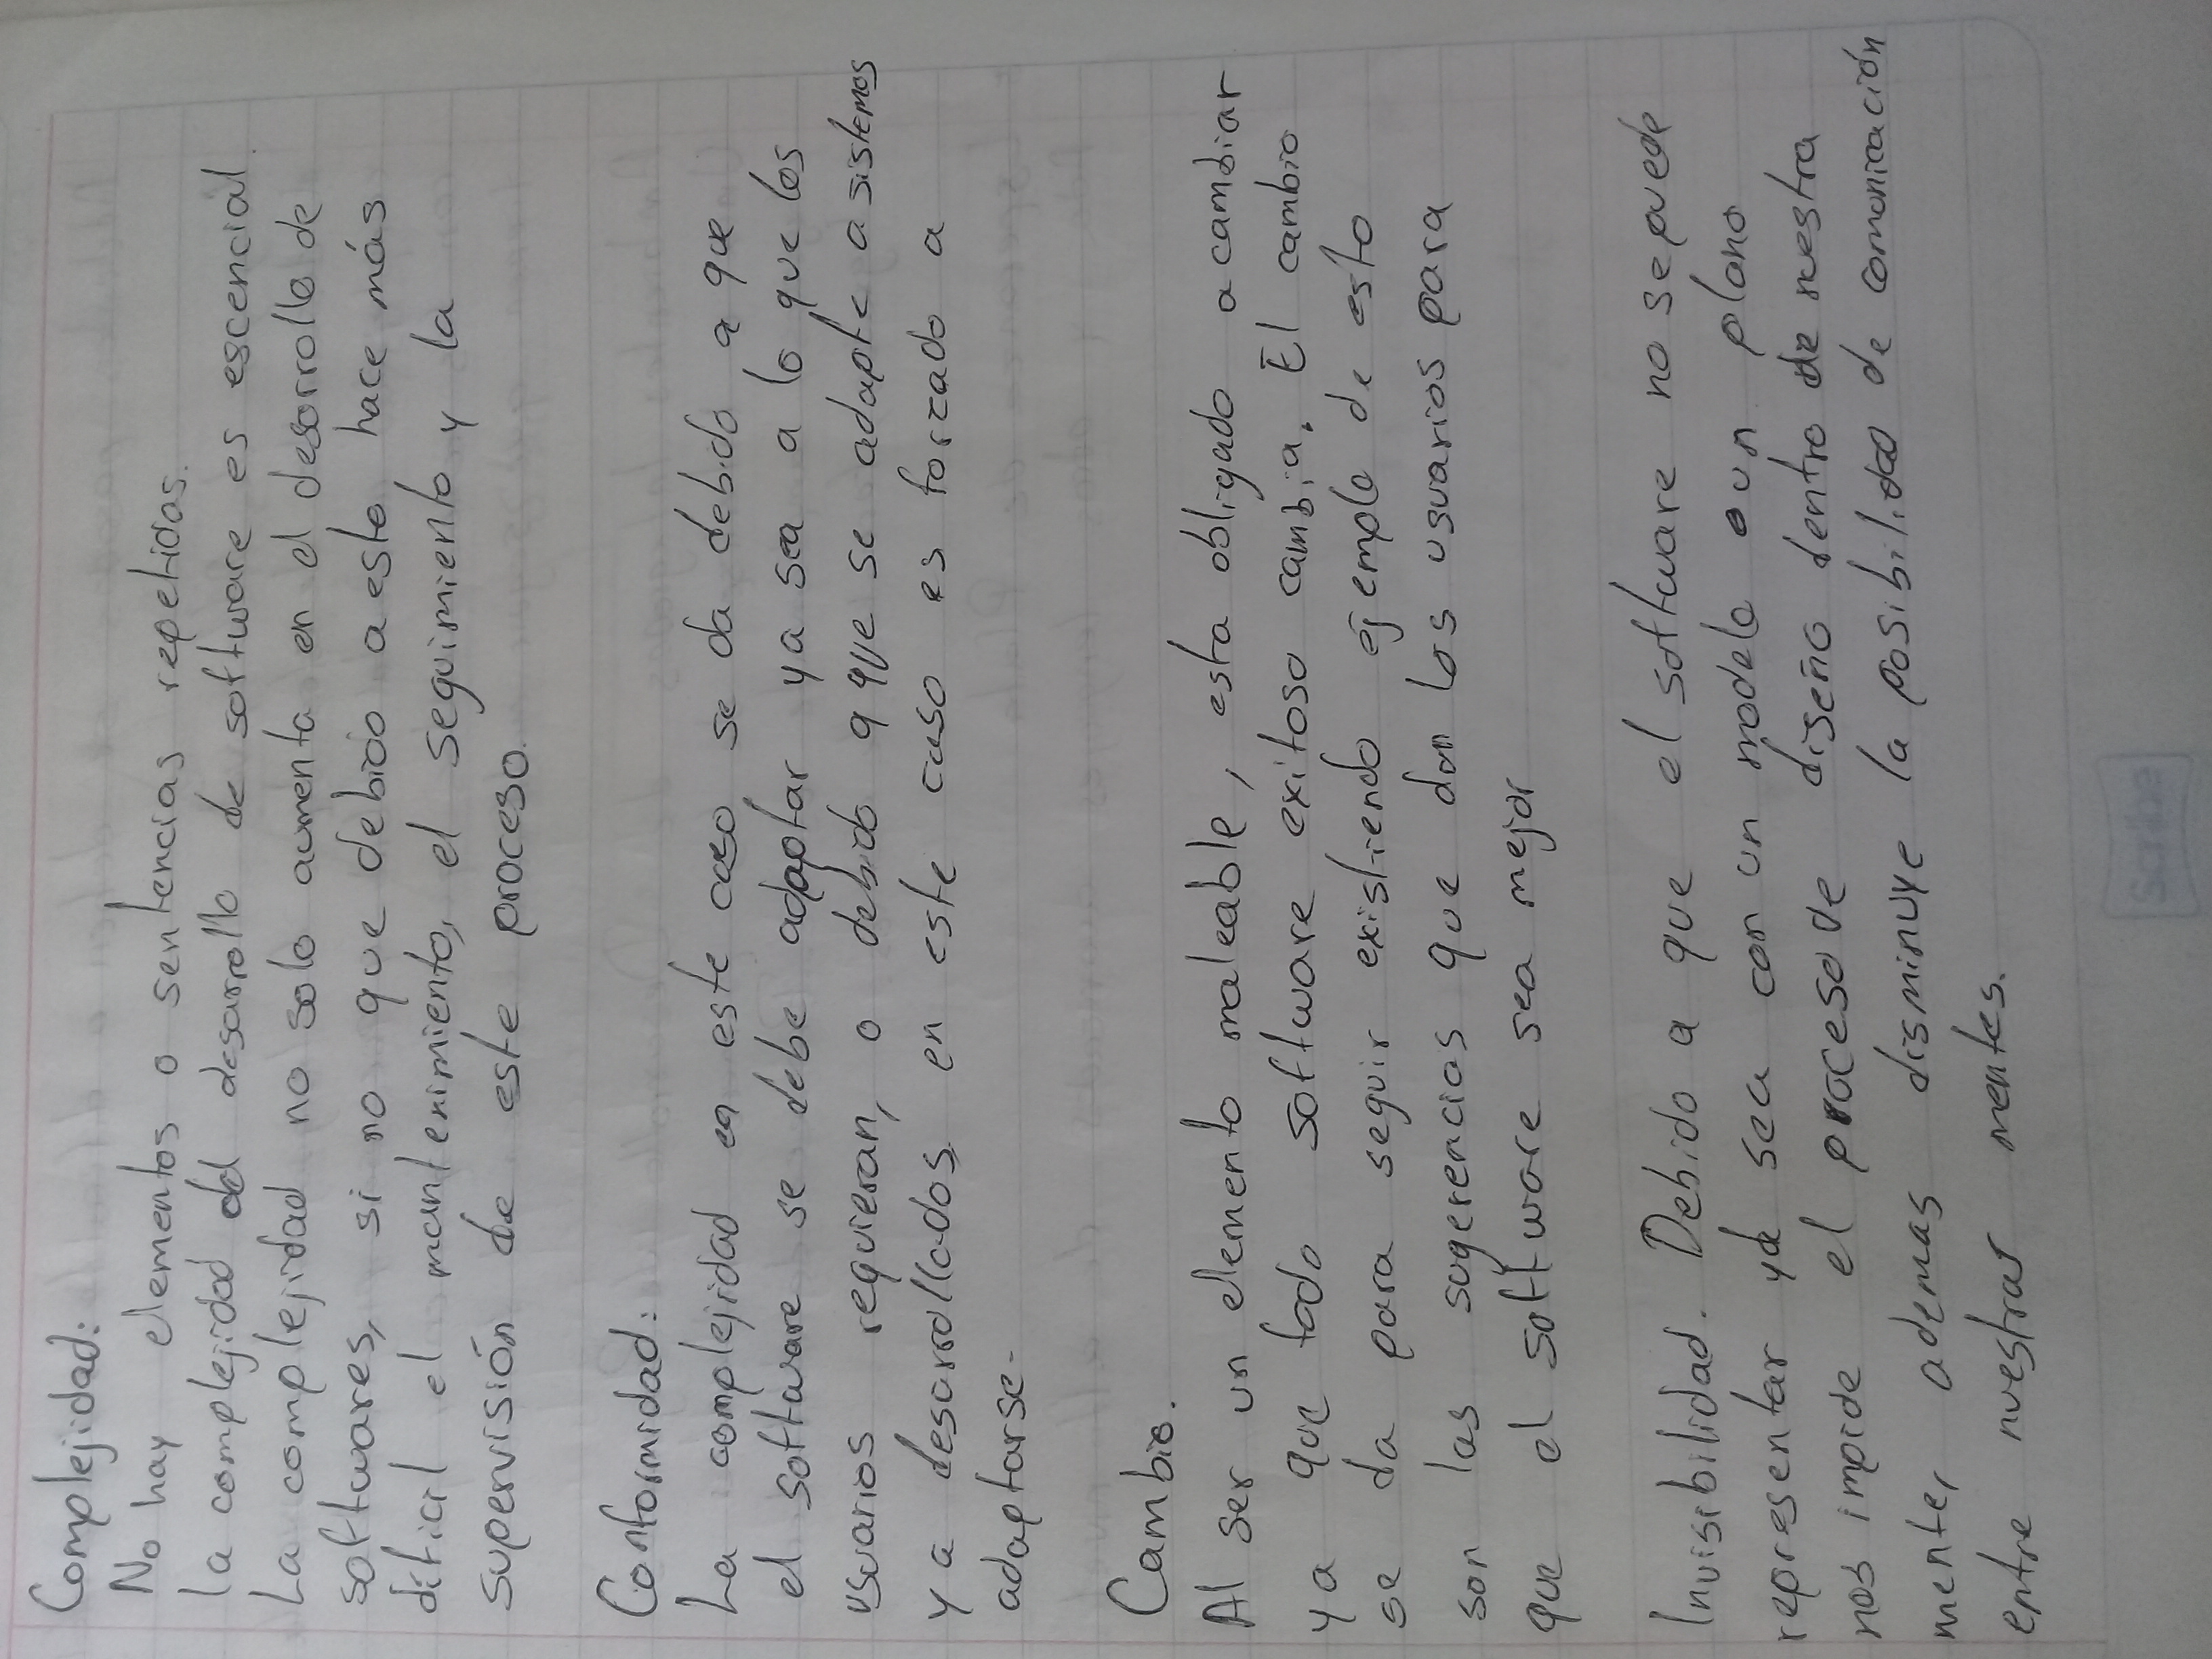 Complejidad:
No hay elementos o sentencias repetidas.
la complejidad del desarrollo de software es escencial.
La complejidad no solo aumenta en el desarrollo de
softwares, si no que debido a esto hace más
dificil el mantenimiento, el seguimiento y la
supervisión de este proceso.
Conformidad:
La complejidad en este caso se da debido a que
el software se debe adaptar ya sea a lo que los
usuarios requieran, o debido a que se adapte a sistemas
ya desarrollados, en este caso es forzado a
adaptarse.
Cambio.
Al ser un elemento maleable, esta obligado a cambiar
ya que todo software exitoso cambia. El cambio
se da para seguir existiendo ejemplo de esto
son las sugerencias que dan los usuarios para
que el software sea mejor
Invisibilidad. Debido a que el software no se puede
representar ya sea con un modelo o un plano
nos impide el proceso de diseño dentro de nuestra
mente, ademas disminuye la posibilidad de comonicación
entre nuestras mentes.
Scribe